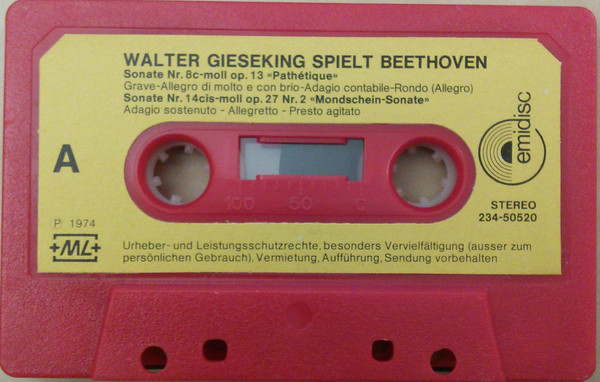 WALTER GIESEKING SPIELT BEETHOVEN
Sonate Nr. 8c-moll op. 13 «Pathétique»
Grave-Allegro di molto e con brio-Adagio contabile-Rondo (Allegro)
Sonate Nr. 14cis-moll op. 27 Nr. 2 «Mondschein-Sonate»
Adagio sostenuto - Allegretto - Presto agitato
A
emidisc
100 50 0
STEREO
234-50520
P 1974
+ML+
Urheber- und Leistungsschutzrechte, besonders Vervielfältigung (ausser zum
persönlichen Gebrauch), Vermietung, Aufführung, Sendung vorbehalten